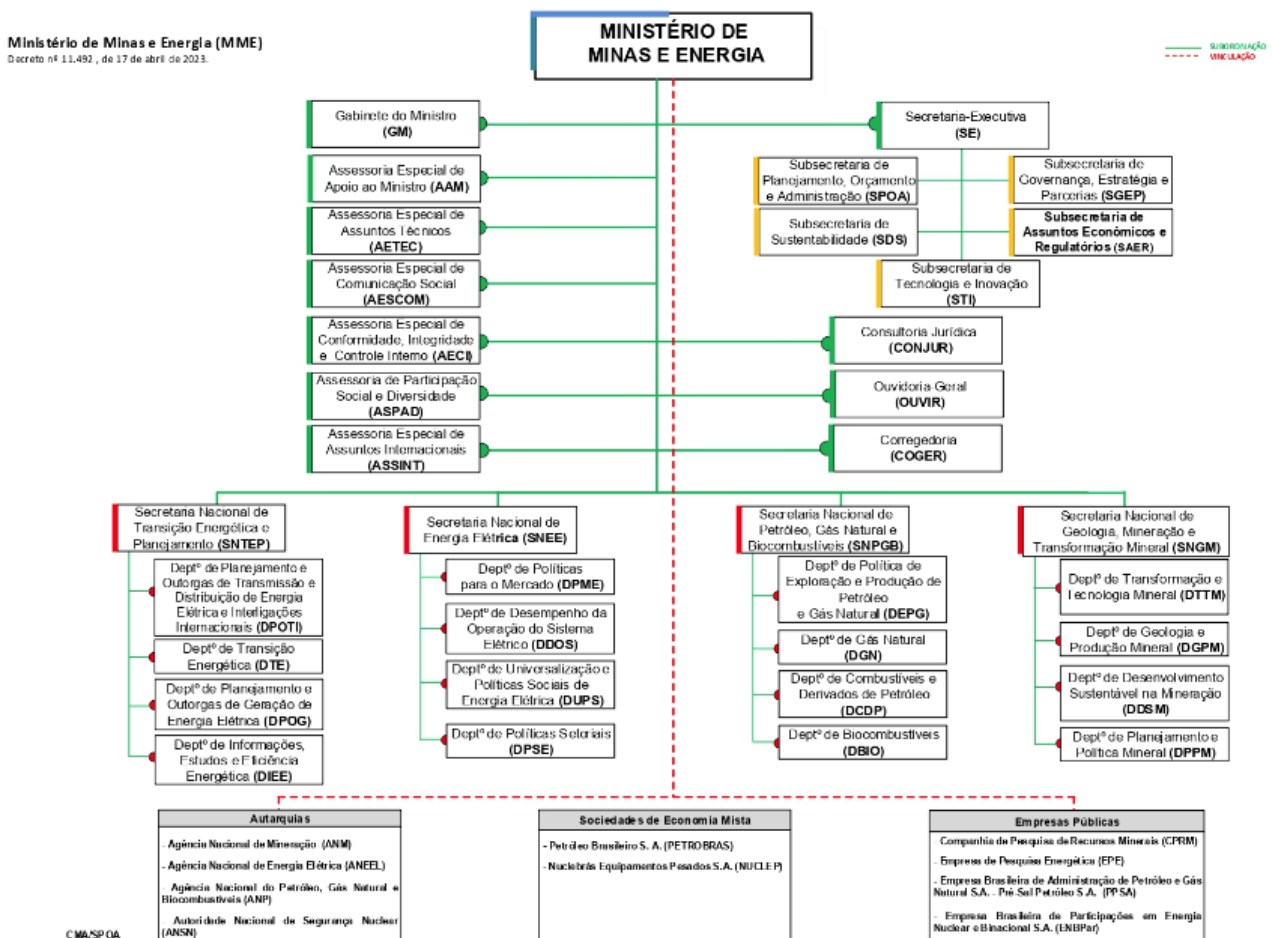 MINISTÉRIO DE
MINAS E ENERGIA
Ministério de Minas e Energia (MME)
Decreto nº 11.492 , de 17 de abril de 2023.
SUBORDINAÇÃO
VINCULAÇÃO
Gabinete do Ministro
(GM)
Secretaria-Executiva
(SE)
Assessoria Especial de
Apoio ao Ministro (AAM)
Subsecretaria de
Planejamento, Orçamento
e Administração (SPOA)
Subsecretaria de
Governança, Estratégia e
Parcerias (SGEP)
Assessoria Especial de
Assuntos Técnicos
(AETEC)
Subsecretaria de
Sustentabilidade (SDS)
Subsecretaria de
Assuntos Econômicos e
Regulatórios (SAER)
Assessoria Especial de
Comunicação Social
(AESCOM)
Subsecretaria de
Tecnologia e Inovação
(STI)
Assessoria Especial de
Conformidade, Integridade
e Controle Interno (AECI)
Consultoria Jurídica
(CONJUR)
Assessoria de Participação
Social e Diversidade
(ASPAD)
Ouvidoria Geral
(OUVIR)
Assessoria Especial de
Assuntos Internacionais
(ASSINT)
Corregedoria
(COGER)
Secretaria Nacional de
Transição Energética e
Planejamento (SNTEP)
Deptº de Planejamento e
Outorgas de Transmissão e
Distribuição de Energia
Elétrica e Interligações
Internacionais (DPOTI)
Deptº de Transição
Energética (DTE)
Deptº de Planejamento e
Outorgas de Geração de
Energia Elétrica (DPOG)
Deptº de Informações,
Estudos e Eficiência
Energética (DIEE)
Secretaria Nacional de
Energia Elétrica (SNEE)
Deptº de Políticas
para o Mercado (DPME)
Deptº de Desempenho da
Operação do Sistema
Elétrico (DDOS)
Deptº de Universalização e
Políticas Sociais de
Energia Elétrica (DUPS)
Deptº de Políticas Setoriais
(DPSE)
Secretaria Nacional de
Petróleo, Gás Natural e
Biocombustíveis (SNPGB)
Deptº de Política de
Exploração e Produção de
Petróleo
e Gás Natural (DEPG)
Deptº de Gás Natural
(DGN)
Deptº de Combustíveis e
Derivados de Petróleo
(DCDP)
Deptº de Biocombustíveis
(DBIO)
Secretaria Nacional de
Geologia, Mineração e
Transformação Mineral (SNGM)
Deptº de Transformação e
Tecnologia Mineral (DTTM)
Deptº de Geologia e
Produção Mineral (DGPM)
Deptº de Desenvolvimento
Sustentável na Mineração
(DDSM)
Deptº de Planejamento e
Política Mineral (DPPM)
Autarquias
- Agência Nacional de Mineração (ANM)
- Agência Nacional de Energia Elétrica (ANEEL)
- Agência Nacional do Petróleo, Gás Natural e
Biocombustíveis (ANP)
- Autoridade Nacional de Segurança Nuclear
(ANSN)
Sociedades de Economia Mista
- Petróleo Brasileiro S. A. (PETROBRAS)
- Nuclebrás Equipamentos Pesados S.A. (NUCLEP)
Empresas Públicas
- Companhia de Pesquisa de Recursos Minerais (CPRM)
- Empresa de Pesquisa Energética (EPE)
- Empresa Brasileira de Administração de Petróleo e Gás
Natural S.A. - Pré-Sal Petróleo S.A. (PPSA)
- Empresa Brasileira de Participações em Energia
Nuclear e Binacional S.A. (ENBPar)
CMA/SPOA